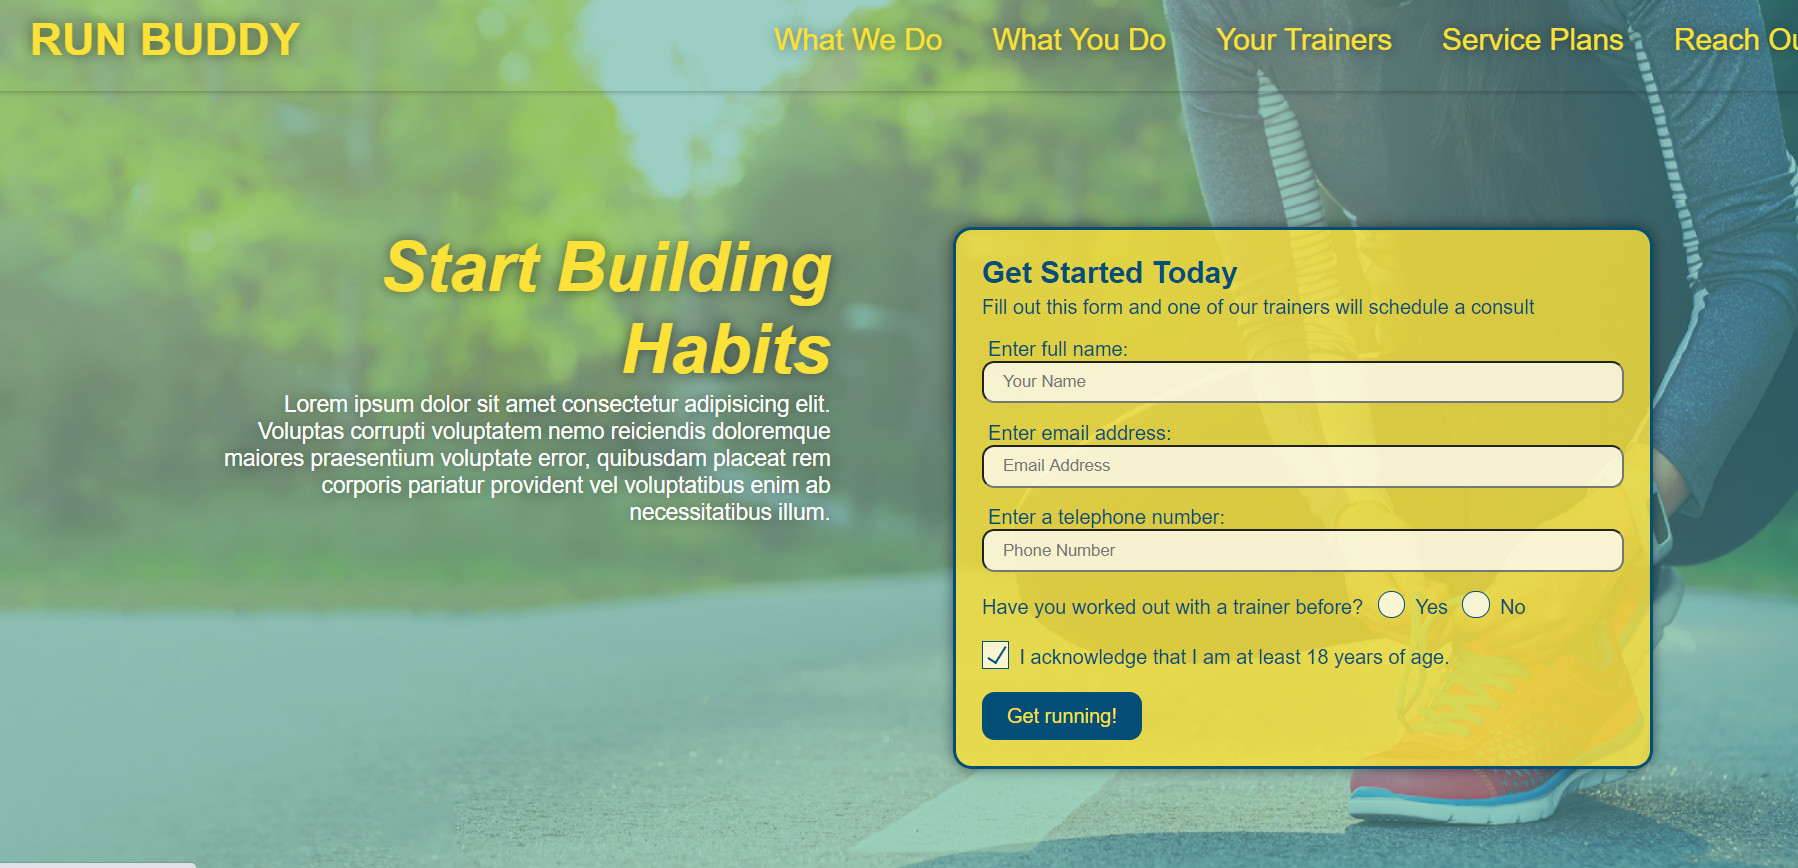 RUN BUDDY
What We Do What You Do Your Trainers Service Plans Reach
Start Building
Habits
Lorem ipsum dolor sit amet consectetur adipisicing elit.
Voluptas corrupti voluptatem nemo reiciendis doloremque
maiores praesentium voluptate error, quibusdam placeat rem
corporis pariatur provident vel voluptatibus enim ab
necessitatibus illum.
Get Started Today
Fill out this form and one of our trainers will schedule a consult
Enter full name:
Your Name
Enter email address:
Email Address
Enter a telephone number:
Phone Number
Have you worked out with a trainer before? Yes No
I acknowledge that I am at least 18 years of age.
Get running!